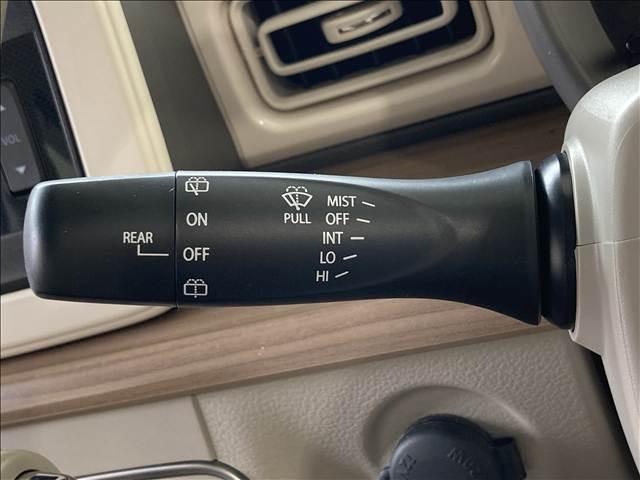 VOL
MIST
ON
PULL
OFF
REAR
INT
OFF
LO
HI